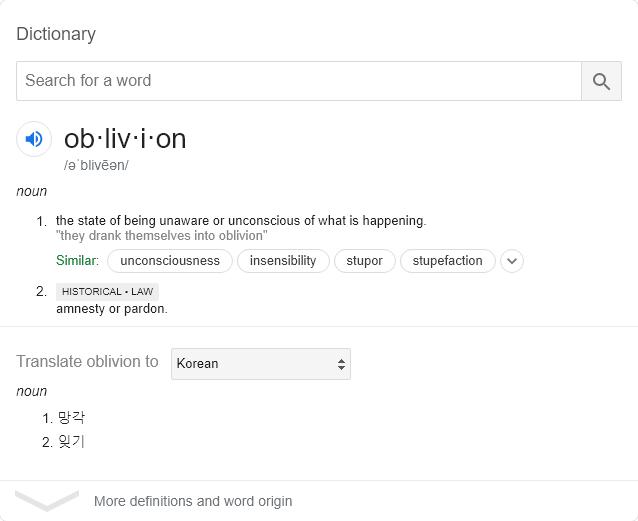 Dictionary
Search for a word
ob·liv·i·on
/əˈblivēən/
noun
1. the state of being unaware or unconscious of what is happening.
"they drank themselves into oblivion"
Similar: unconsciousness insensibility stupor stupefaction
2. HISTORICAL • LAW
amnesty or pardon.
Translate oblivion to Korean
noun
1. 망각
2. 잊기
More definitions and word origin